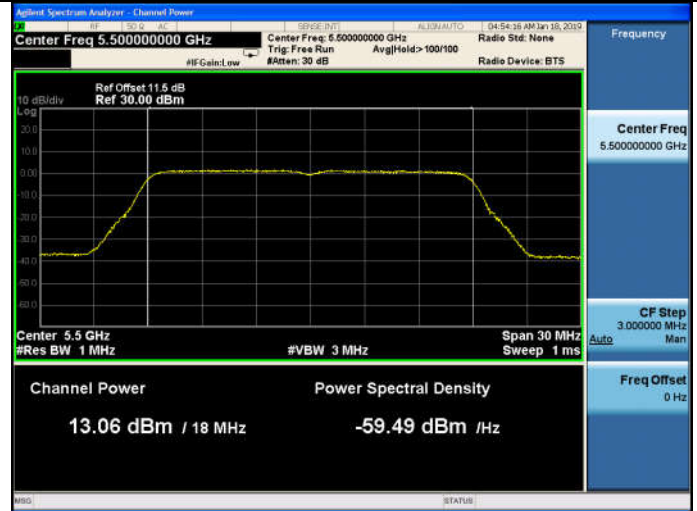 Agilent Spectrum Analyzer - Channel Power
RF 50 Ω AC SENSE:INT ALIGN AUTO 04:54:16 AM Jan 18, 2019
Center Freq 5.500000000 GHz Center Freq: 5.500000000 GHz Radio Std: None
Trig: Free Run Avg|Hold:> 100/100
#IFGain:Low #Atten: 30 dB Radio Device: BTS
Ref Offset 11.5 dB
10 dB/div Ref 30.00 dBm
Log
20.0
10.0
0.00
-10.0
-20.0
-30.0
-40.0
-50.0
-60.0
Center 5.5 GHz Span 30 MHz
#Res BW 1 MHz #VBW 3 MHz Sweep 1 ms
Channel Power Power Spectral Density
13.06 dBm / 18 MHz -59.49 dBm /Hz
MSG STATUS
Frequency
Center Freq
5.500000000 GHz
CF Step
3.000000 MHz
Auto Man
Freq Offset
0 Hz